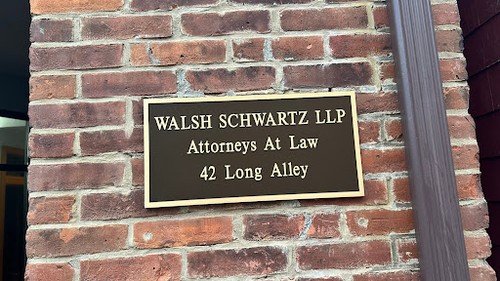 WALSH SCHWARTZ LLP
Attorneys At Law
42 Long Alley